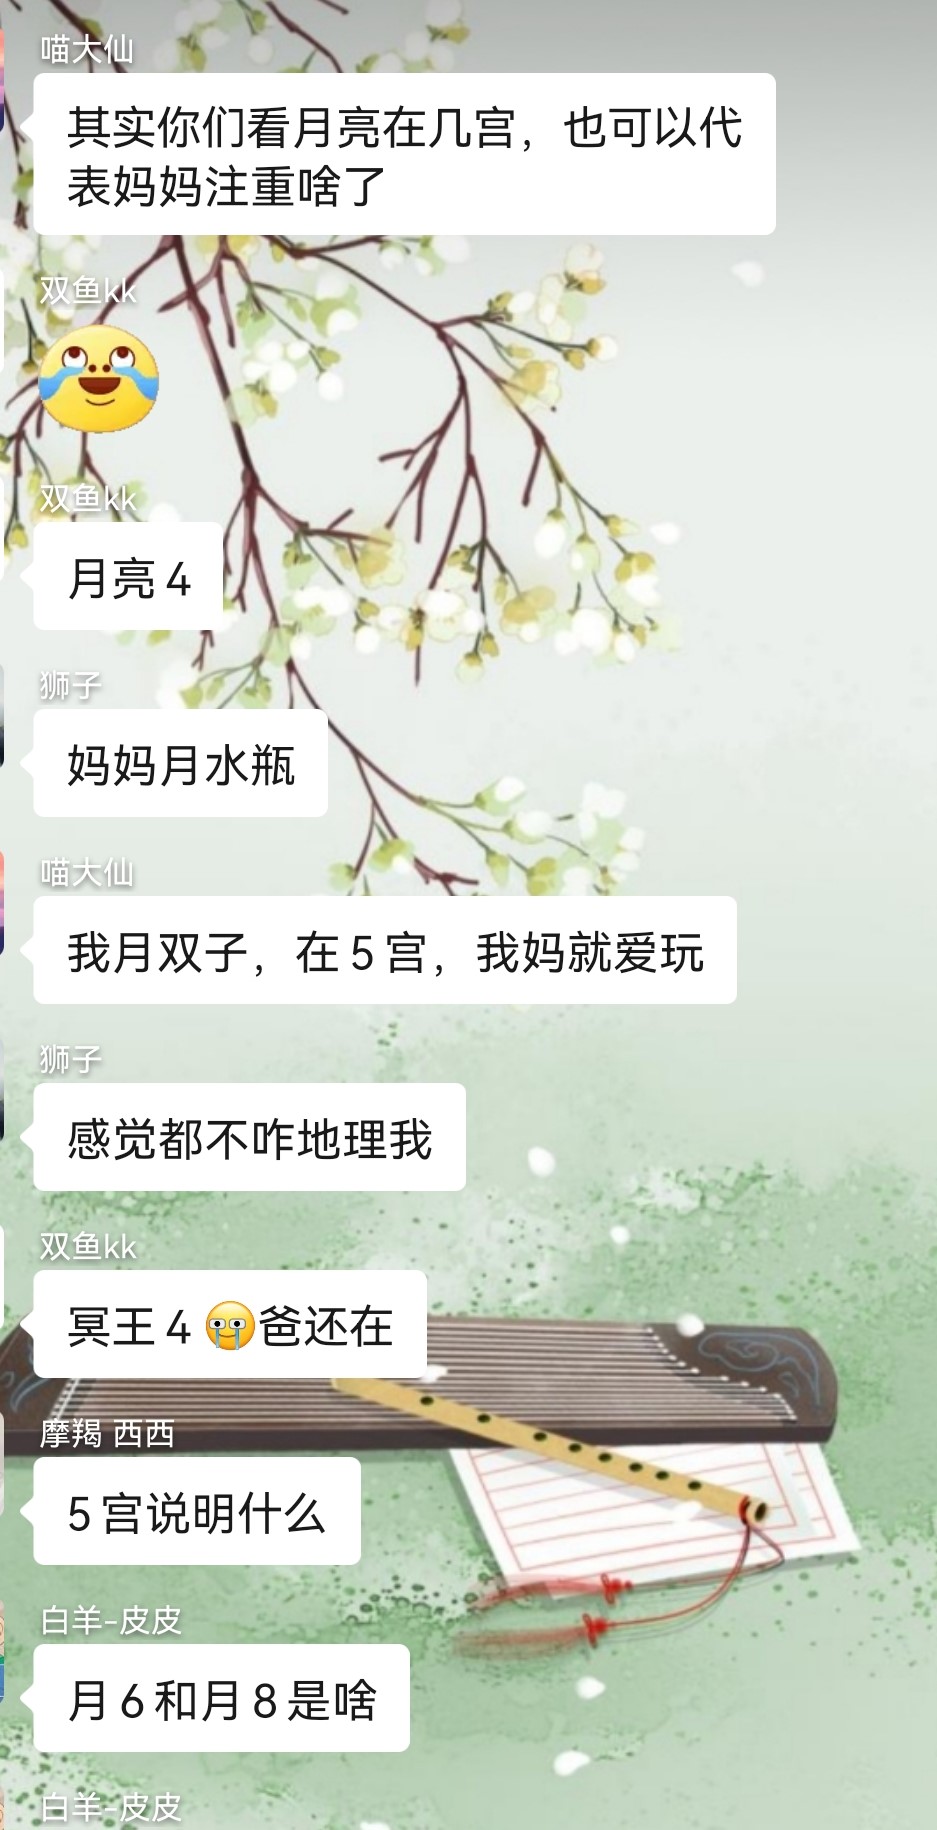 喵大仙
其实你们看月亮在几宫，也可以代
表妈妈注重啥了
双鱼kk
双鱼kk
月亮4
狮子
妈妈月水瓶
喵大仙
我月双子，在5宫，我妈就爱玩
狮子
感觉都不咋地理我
双鱼kk
冥王4😭爸还在
摩羯 西西
5宫说明什么
白羊-皮皮
月6和月8是啥
白羊-皮皮